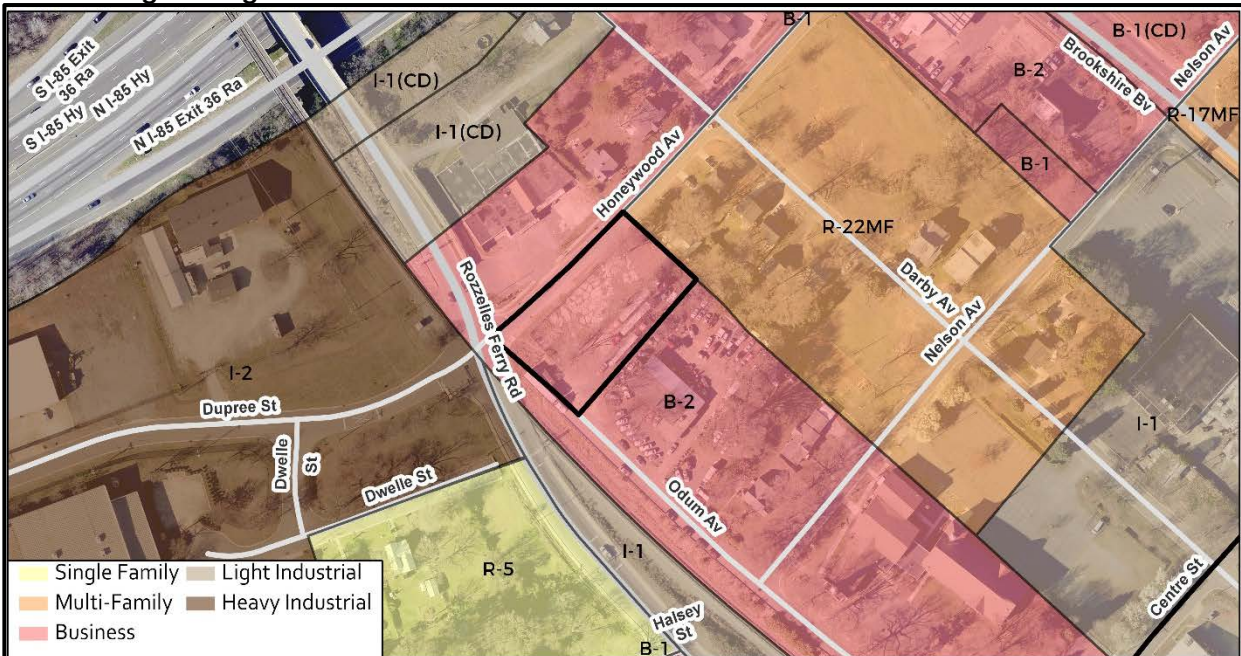 S I-85 Exit
36 Ra
N I-85 Hy
S I-85 Hy
N I-85 Exit 36 Ra
I-1(CD)
I-1(CD)
B-1
B-2
Brookshire Bv
B-1(CD)
Nelson Av
R-17MF
B-1
Honeywood Av
R-22MF
Darby Av
Nelson Av
Rozzelles Ferry Rd
I-2
Dupree St
Dwelle
St
Dwelle St
B-2
I-1
Odum Av
R-5
I-1
Halsey
St
B-1
Centre St
Single Family
Light Industrial
Multi-Family
Heavy Industrial
Business